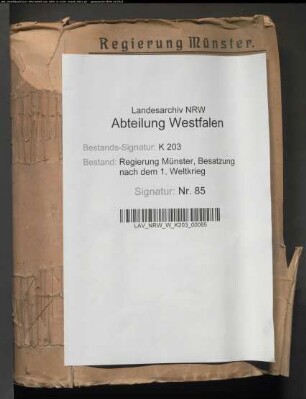 Regierung Münster.
Landesarchiv NRW
Abteilung Westfalen
Bestands-Signatur: K 203
Bestand: Regierung Münster, Besatzung
nach dem 1. Weltkrieg
Signatur: Nr. 85
LAV_NRW_W_K203_00085